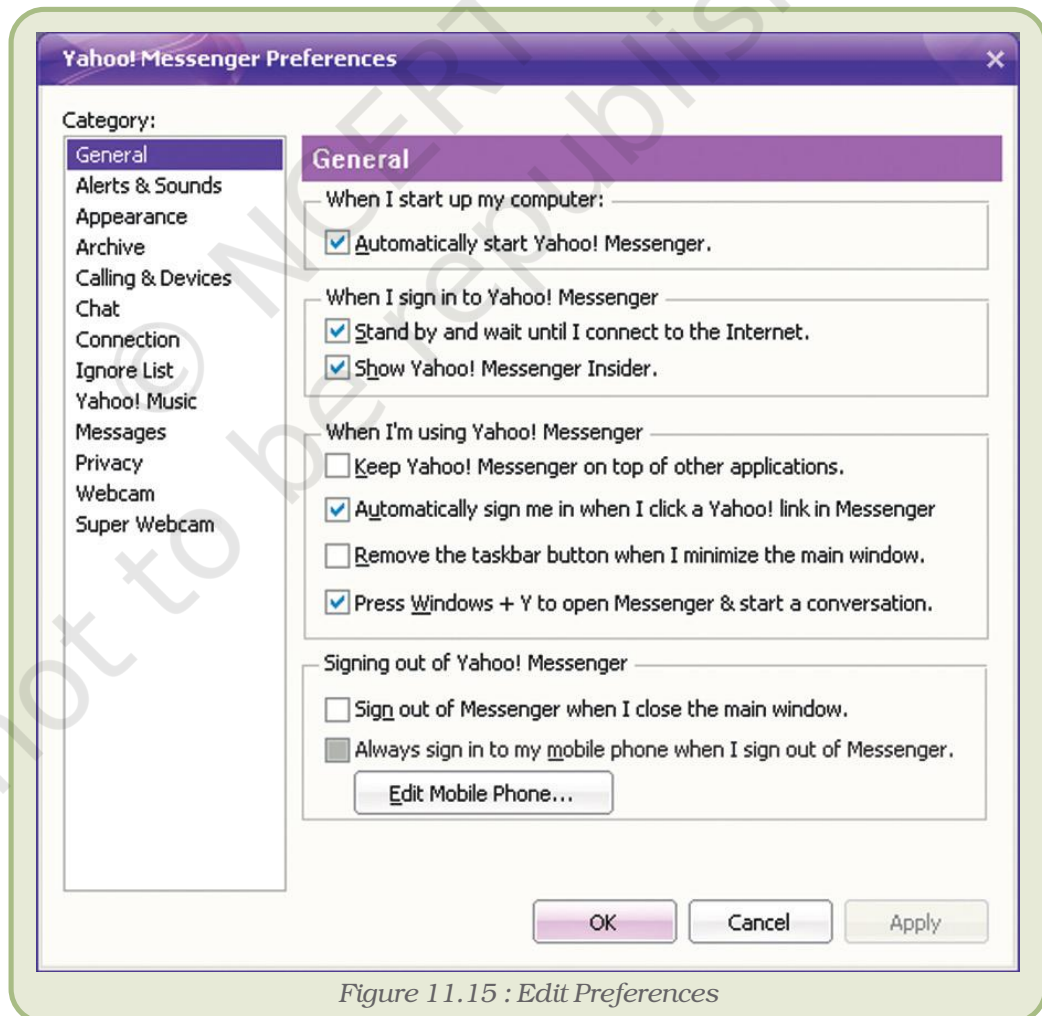 Yahoo! Messenger Preferences
Category:
General
Alerts & Sounds
Appearance
Archive
Calling & Devices
Chat
Connection
Ignore List
Yahoo! Music
Messages
Privacy
Webcam
Super Webcam
General
When I start up my computer:
Automatically start Yahoo! Messenger.
When I sign in to Yahoo! Messenger
Stand by and wait until I connect to the Internet.
Show Yahoo! Messenger Insider.
When I'm using Yahoo! Messenger
Keep Yahoo! Messenger on top of other applications.
Automatically sign me in when I click a Yahoo! link in Messenger
Remove the taskbar button when I minimize the main window.
Press Windows + Y to open Messenger & start a conversation.
Signing out of Yahoo! Messenger
Sign out of Messenger when I close the main window.
Always sign in to my mobile phone when I sign out of Messenger.
Edit Mobile Phone...
OK Cancel Apply
Figure 11.15 : Edit Preferences
© NCERT
not to be republish